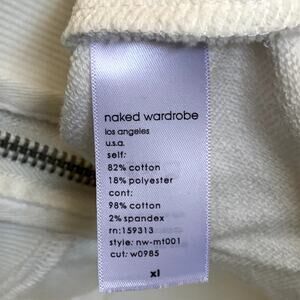 naked wardrobe
los angeles
u.s.a.
self:
82% cotton
18% polyester
cont:
98% cotton
2% spandex
rn:159313
style: nw-mt001
cut: w0985
xl